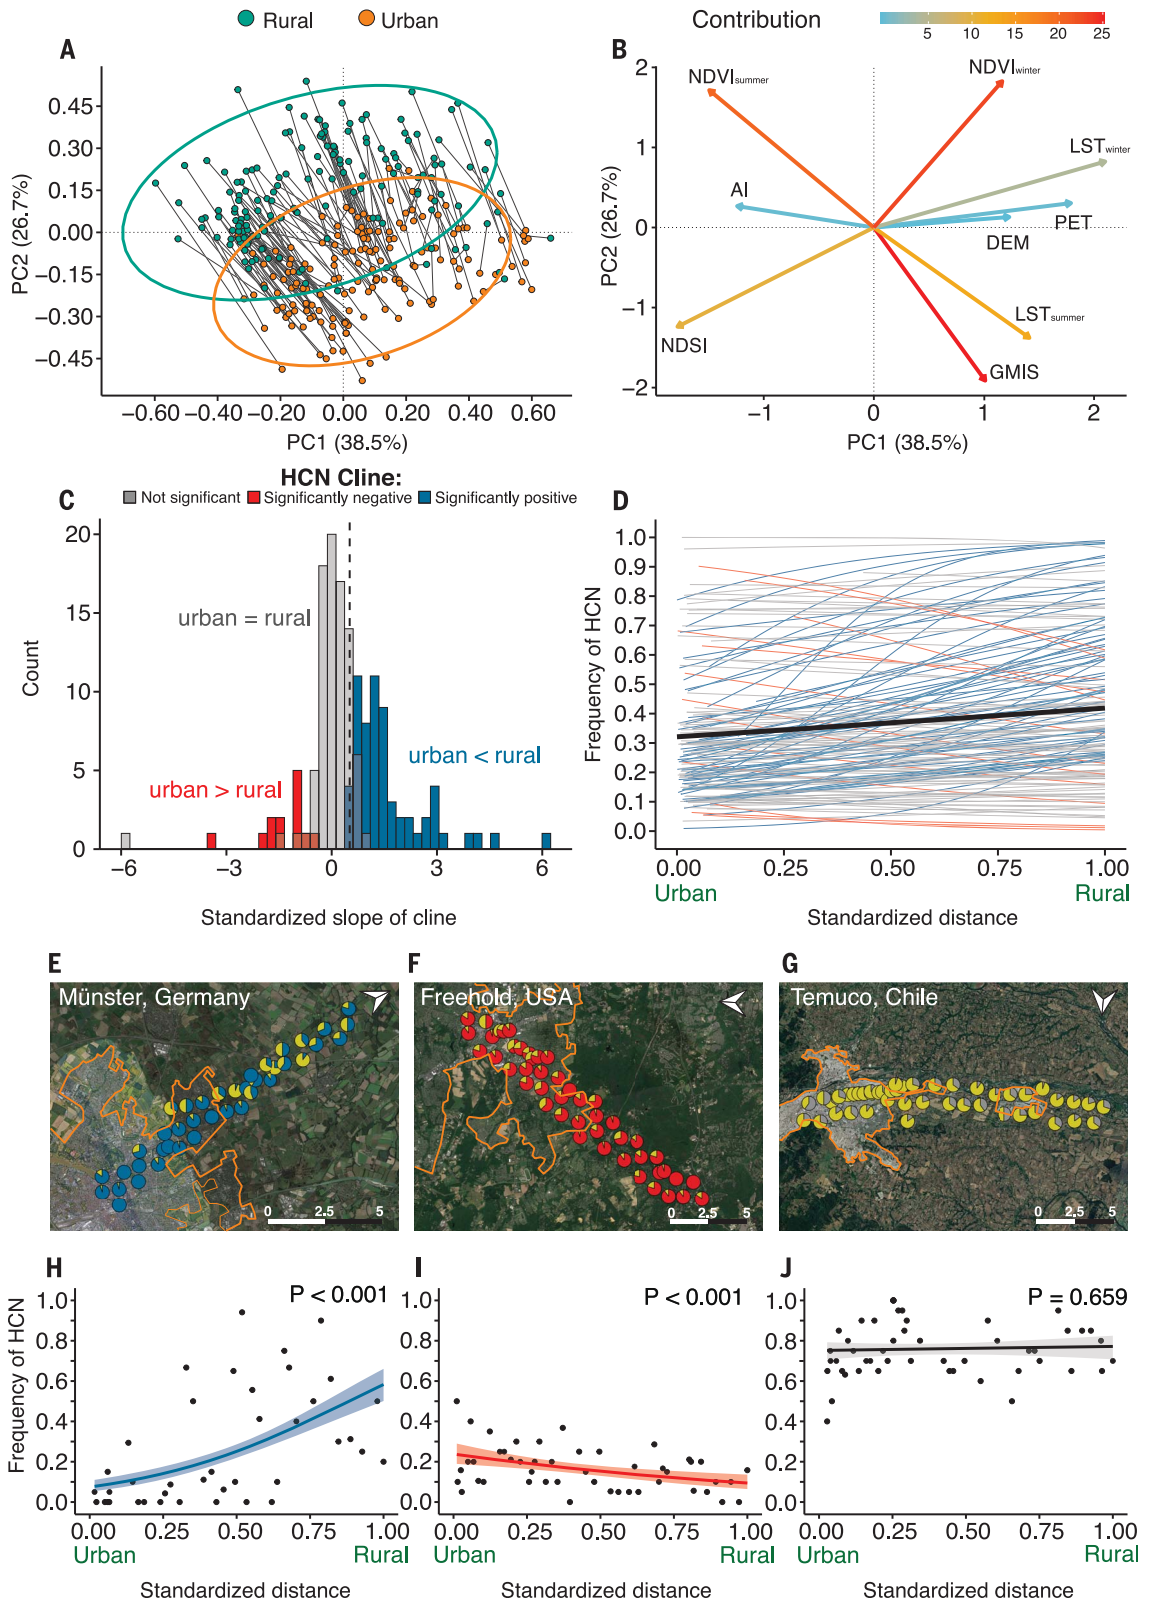 Rural Urban
Contribution
5 10 15 20 25
A
PC2 (26.7%)
0.45
0.30
0.15
0.00
−0.15
−0.30
−0.45
−0.60 −0.40 −0.20 0.00 0.20 0.40 0.60
PC1 (38.5%)
B
PC2 (26.7%)
2
1
0
−1
−2
NDVIsummer
NDVIwinter
LSTwinter
AI
PET
DEM
LSTsummer
NDSI
GMIS
−1 0 1 2
PC1 (38.5%)
HCN Cline:
Not significant Significantly negative Significantly positive
C
Count
20
15
10
5
0
urban = rural
urban < rural
urban > rural
−6 −3 0 3 6
Standardized slope of cline
D
Frequency of HCN
1.0
0.9
0.8
0.7
0.6
0.5
0.4
0.3
0.2
0.1
0.0
0.00 0.25 0.50 0.75 1.00
Urban Rural
Standardized distance
E
Münster, Germany
0 2.5 5
F
Freehold, USA
0 2.5 5
G
Temuco, Chile
0 2.5 5
H
P < 0.001
Frequency of HCN
1.0
0.8
0.6
0.4
0.2
0.0
0.00 0.25 0.50 0.75 1.00
Urban Rural
Standardized distance
I
P < 0.001
1.0
0.8
0.6
0.4
0.2
0.0
0.00 0.25 0.50 0.75 1.00
Urban Rural
Standardized distance
J
P = 0.659
1.0
0.8
0.6
0.4
0.2
0.0
0.00 0.25 0.50 0.75 1.00
Urban Rural
Standardized distance